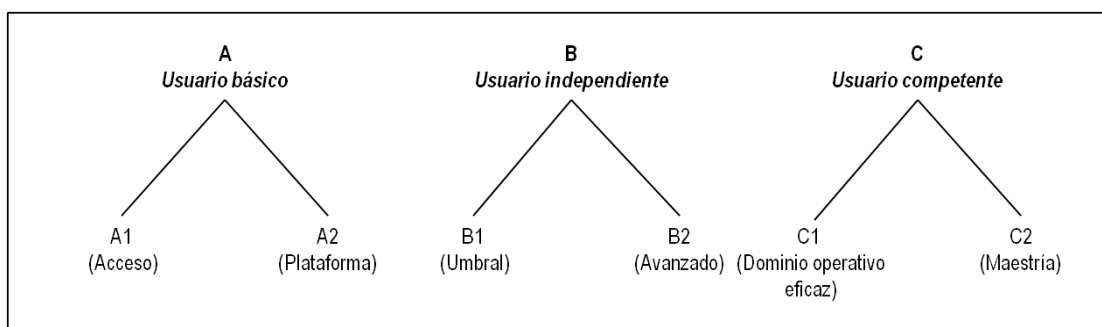 A
Usuario básico
B
Usuario independiente
C
Usuario competente
A1
(Acceso)
A2
(Plataforma)
B1
(Umbral)
B2
(Avanzado)
C1
(Dominio operativo
eficaz)
C2
(Maestría)